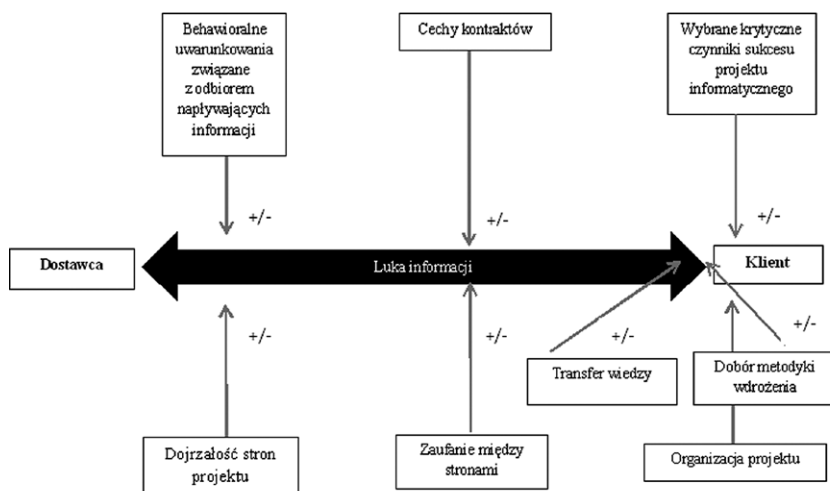 Behawioralne
uwarunkowania
związane
z odbiorem
napływających
informacji
Cechy kontraktów
Wybrane krytyczne
czynniki sukcesu
projektu
informatycznego
+/-
+/-
+/-
Dostawca
Luka informacji
Klient
+/-
+/-
+/-
+/-
Transfer wiedzy
Dobór metodyki
wdrożenia
Dojrzałość stron
projektu
Zaufanie między
stronami
Organizacja projektu